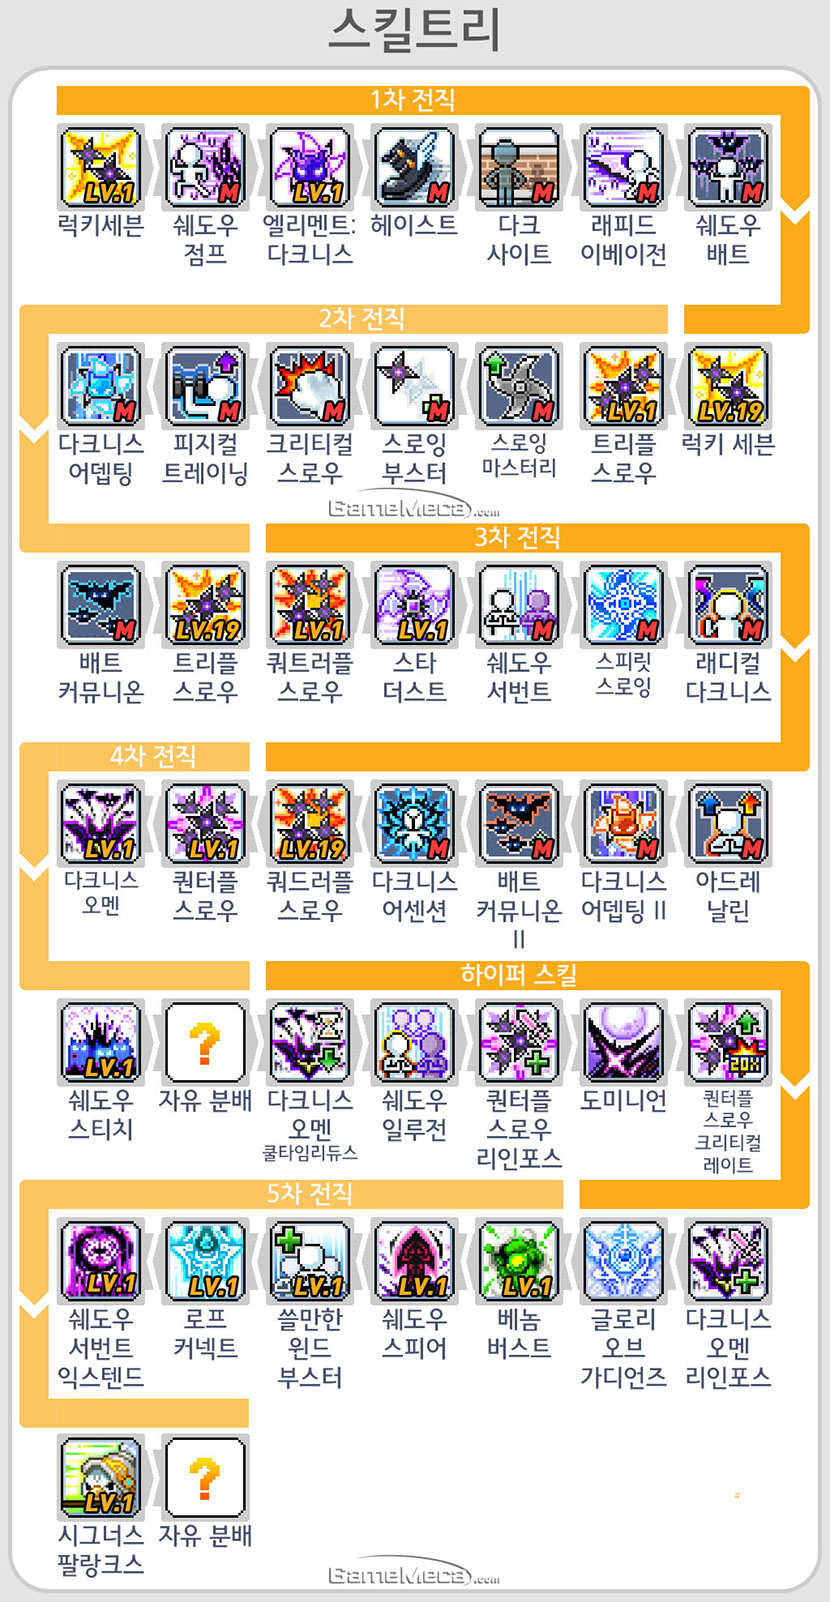 스킬트리
1차 전직
LV.1 M LV.1 M M M M
럭키세븐 쉐도우 엘리멘트: 헤이스트 다크 래피드 쉐도우
점프 다크니스 사이트 이베이전 배트
2차 전직
M M M M M LV.1 LV.19
다크니스 피지컬 크리티컬 스로잉 스로잉 트리플 럭키 세븐
어뎁팅 트레이닝 스로우 부스터 마스터리 스로우
GameMeca.com
3차 전직
M LV.19 LV.1 LV.1 M M M
배트 트리플 쿼트러플 스타 쉐도우 스피릿 래디컬
커뮤니온 스로우 스로우 더스트 서번트 스로잉 다크니스
4차 전직
LV.1 LV.1 LV.19 M M M M
다크니스 퀀터플 쿼드러플 다크니스 배트 다크니스 아드레
오멘 스로우 스로우 어센션 커뮤니온 어뎁팅 II 날린
II
하이퍼 스킬
LV.1 ?
쉐도우 자유 분배 다크니스 쉐도우 퀀터플 도미니언 퀀터플
스티치 오멘 일루전 스로우 스로우
쿨타임리듀스 리인포스 크리티컬
레이트
5차 전직
LV.1 LV.1 LV.1 LV.1 LV.1
쉐도우 로프 쓸만한 쉐도우 베놈 글로리 다크니스
서번트 커넥트 윈드 스피어 버스트 오브 오멘
익스텐드 부스터 가디언즈 리인포스
LV.1 ?
시그너스 자유 분배
팔랑크스
GameMeca.com